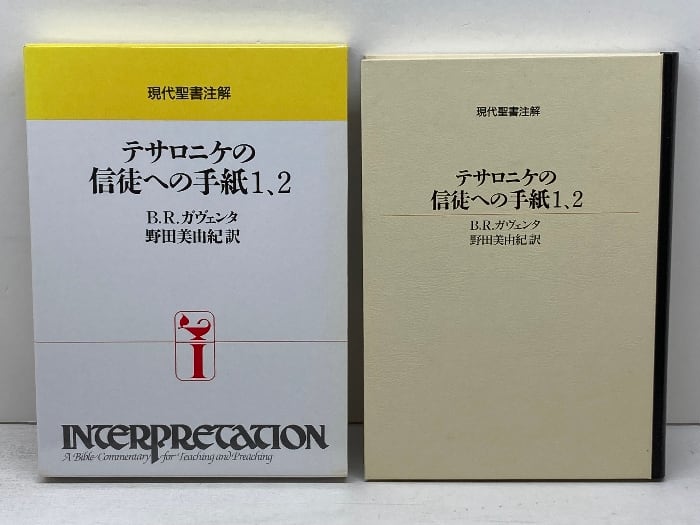 現代聖書注解
テサロニケの
信徒への手紙1、2
B.R.ガヴェンタ
野田美由紀訳
I
INTERPRETATION
A Bible Commentary for Teaching and Preaching
現代聖書注解
テサロニケの
信徒への手紙1、2
B.R.ガヴェンタ
野田美由紀訳